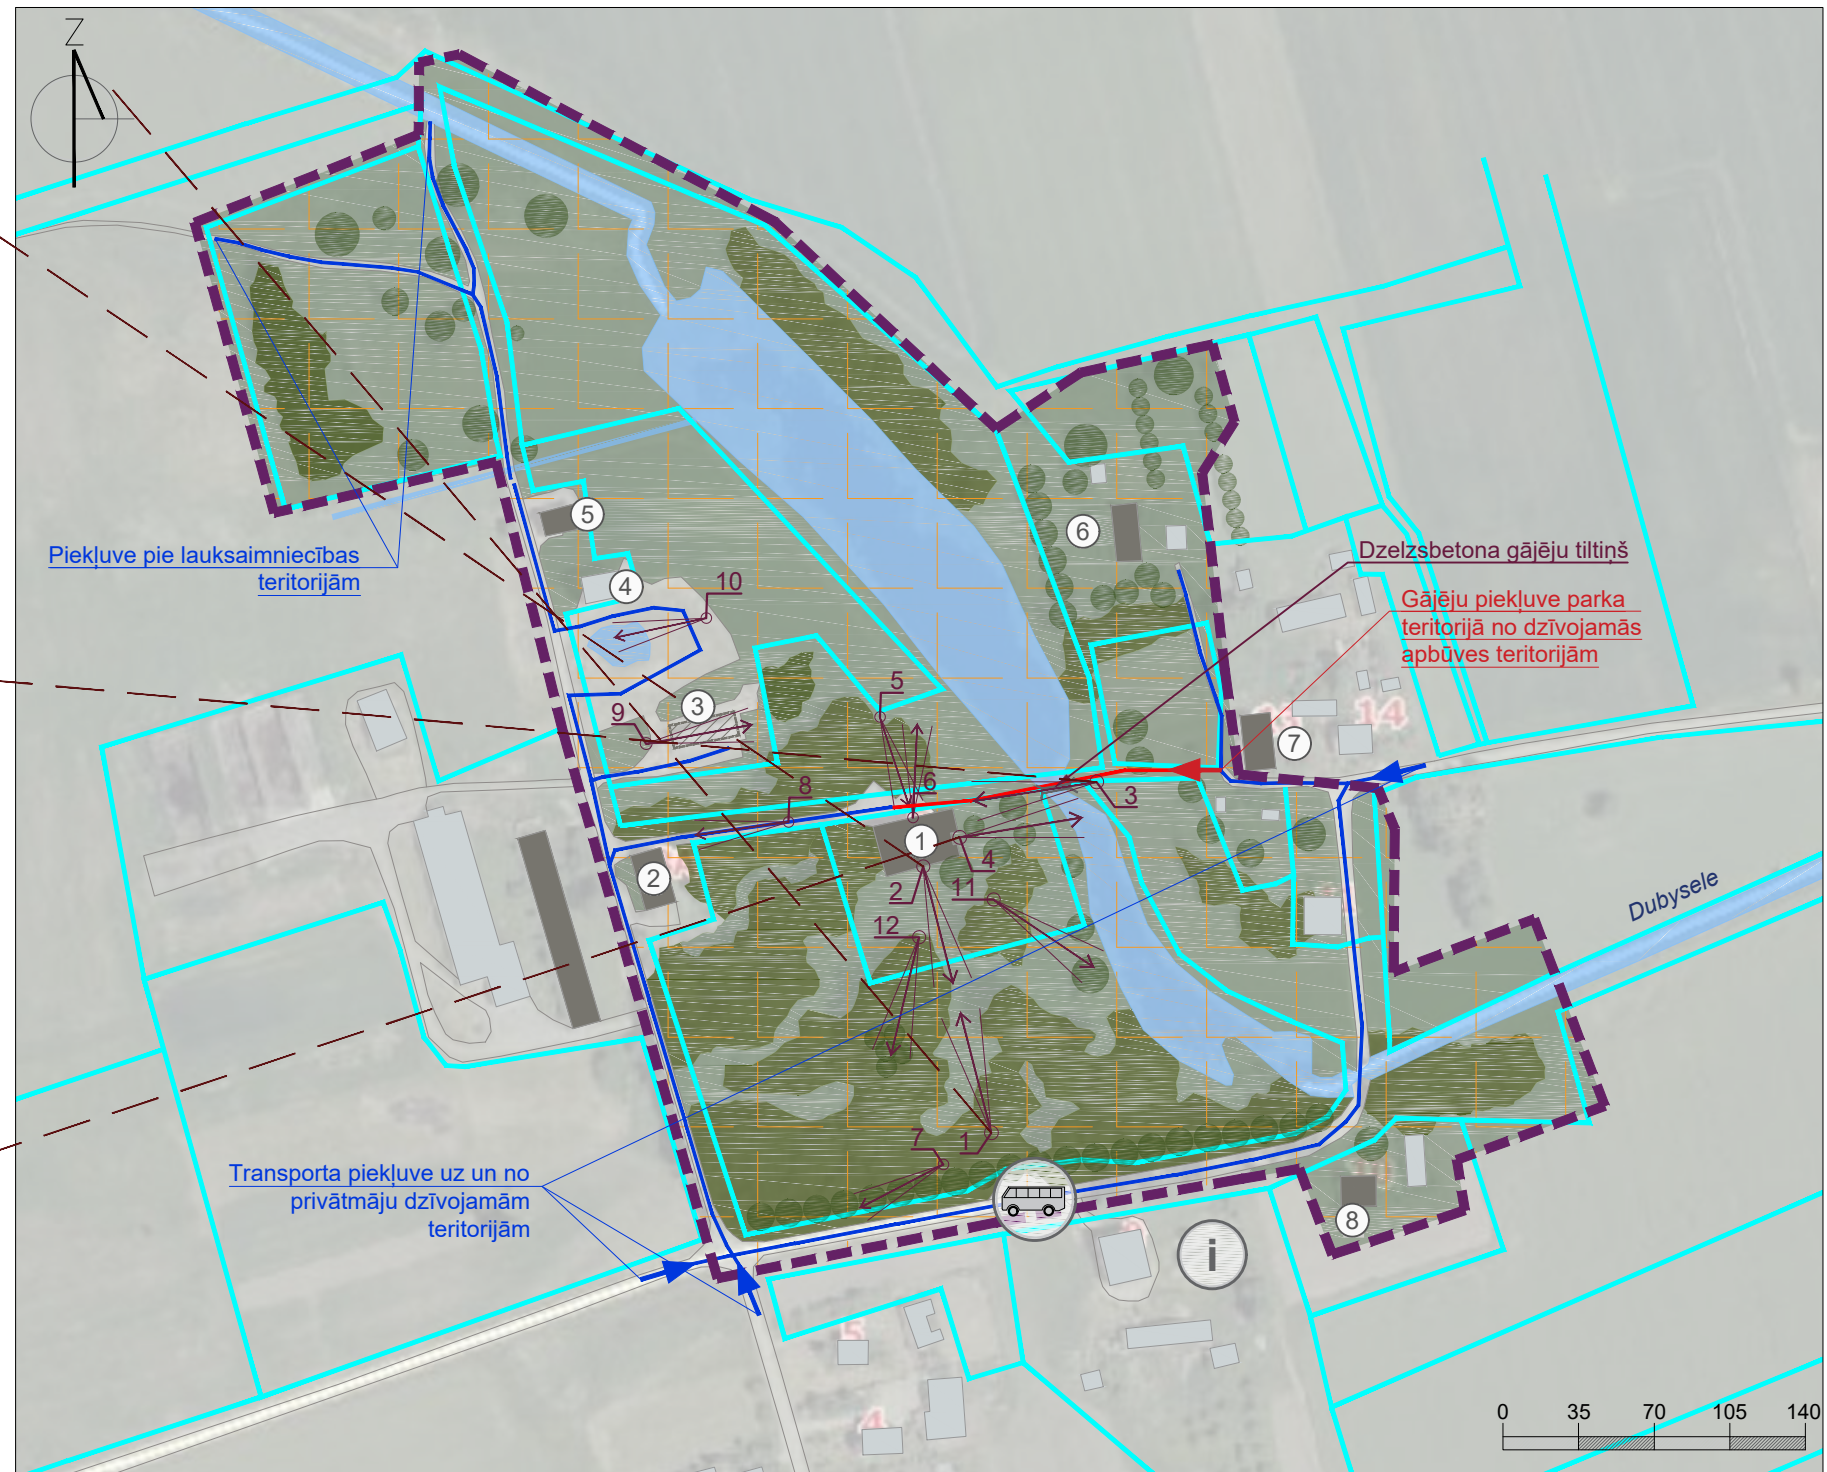 Z
Piekļuve pie lauksaimniecības
teritorijām
Dzelzsbetona gājēju tiltiņš
Gājēju piekļuve parka
teritorijā no dzīvojamās
apbūves teritorijām
5
6
4
10
3
5
9
14
7
8
6
3
1
4
2
2
11
12
Dubysele
7
1
Transporta piekļuve uz un no
privātmāju dzīvojamām
teritorijām
8
i
5
4
0 35 70 105 140